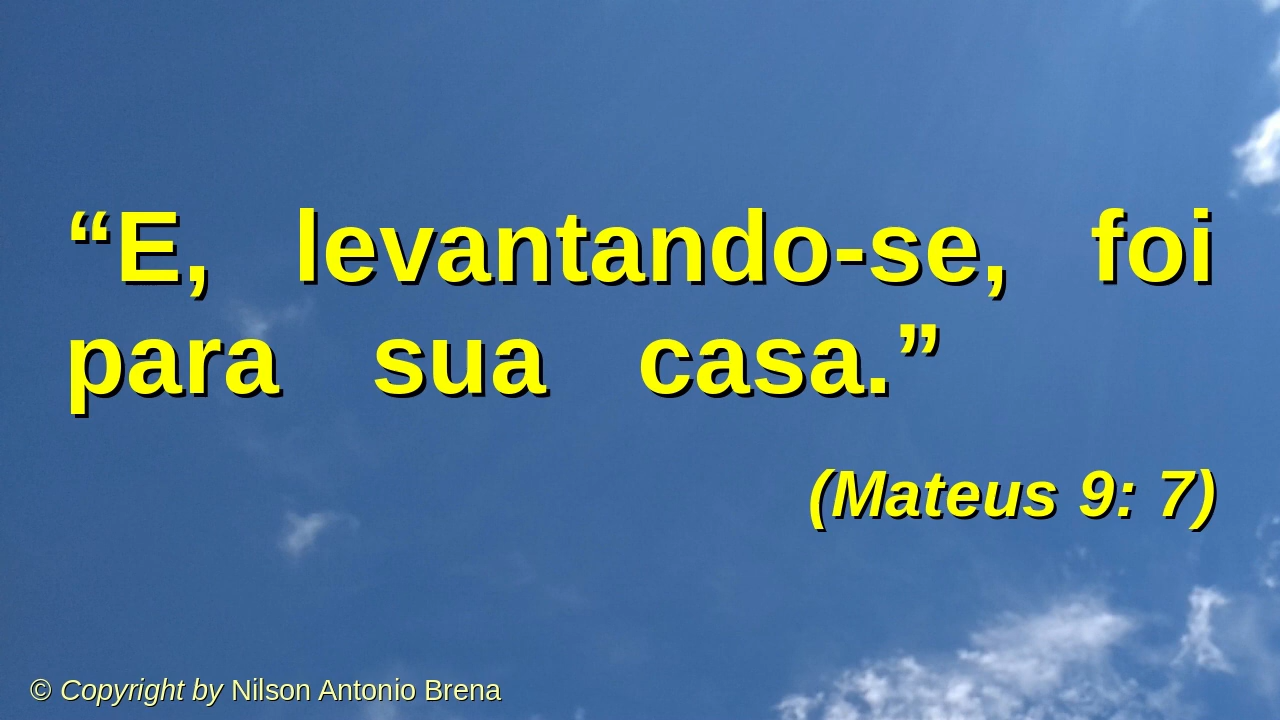 “E, levantando-se, foi
para sua casa.”
(Mateus 9: 7)
© Copyright by Nilson Antonio Brena